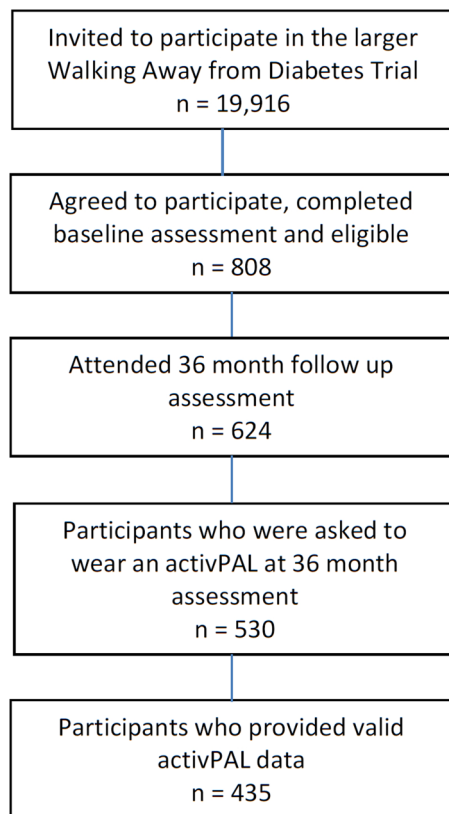 Invited to participate in the larger
Walking Away from Diabetes Trial
n = 19,916
Agreed to participate, completed
baseline assessment and eligible
n = 808
Attended 36 month follow up
assessment
n = 624
Participants who were asked to
wear an activPAL at 36 month
assessment
n = 530
Participants who provided valid
activPAL data
n = 435